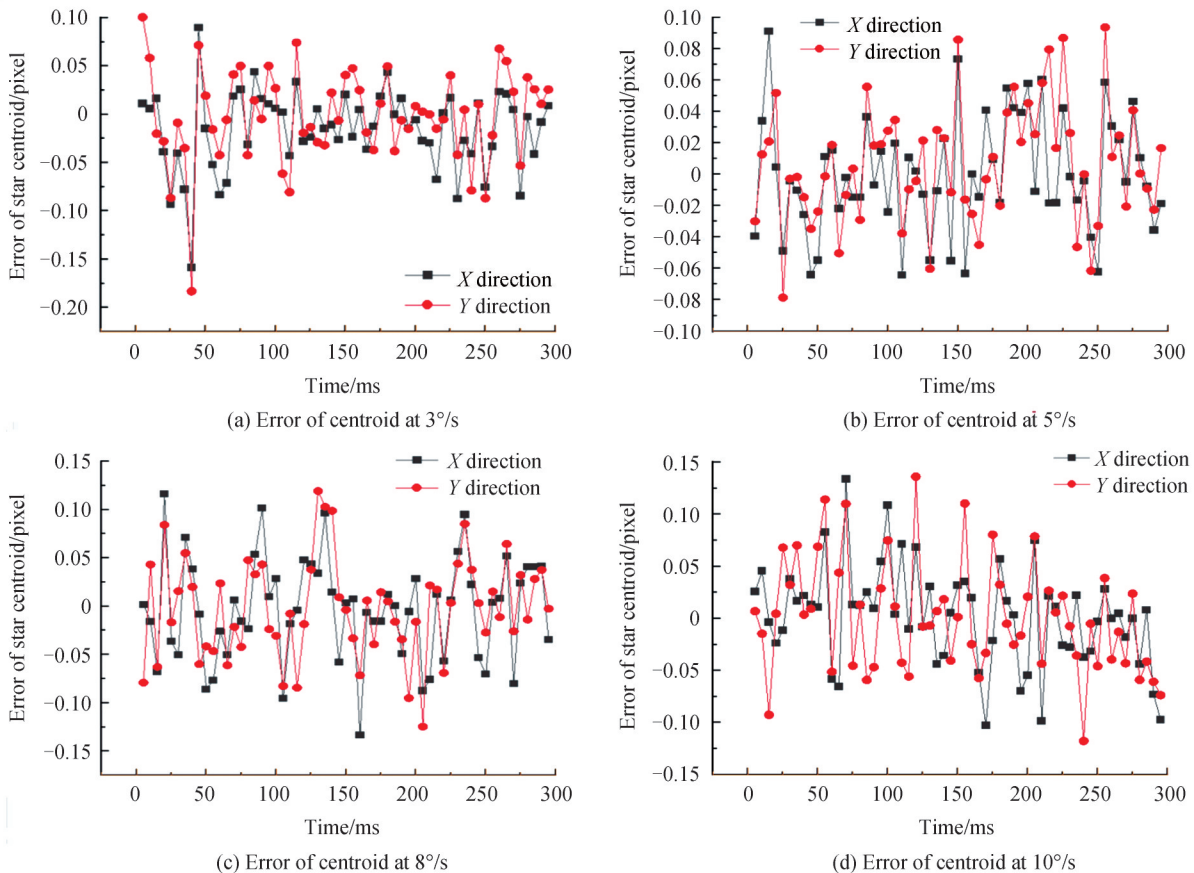 0.10
0.05
0
−0.05
−0.10
−0.15
−0.20
Error of star centroid/pixel
X direction
Y direction
0 50 100 150 200 250 300
Time/ms
(a) Error of centroid at 3°/s
0.10
0.08
0.06
0.04
0.02
0
−0.02
−0.04
−0.06
−0.08
−0.10
Error of star centroid/pixel
X direction
Y direction
0 50 100 150 200 250 300
Time/ms
(b) Error of centroid at 5°/s
0.15
0.10
0.05
0
−0.05
−0.10
−0.15
Error of star centroid/pixel
X direction
Y direction
0 50 100 150 200 250 300
Time/ms
(c) Error of centroid at 8°/s
0.15
0.10
0.05
0.00
−0.05
−0.10
−0.15
Error of star centroid/pixel
X direction
Y direction
0 50 100 150 200 250 300
Time/ms
(d) Error of centroid at 10°/s